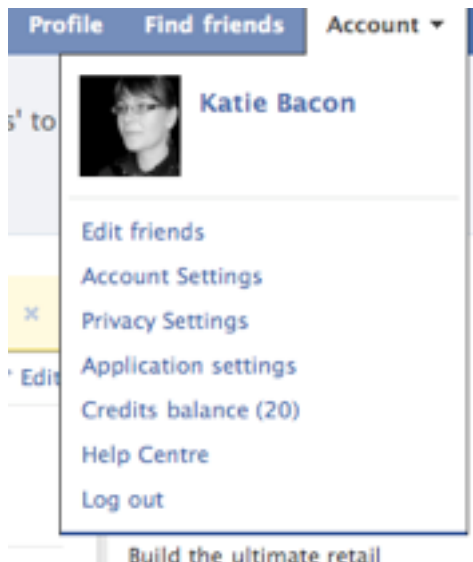 Profile Find friends Account
Katie Bacon
s' to
Edit friends
Account Settings
Privacy Settings
Edit
Application settings
Credits balance (20)
Help Centre
Log out
Build the ultimate retail